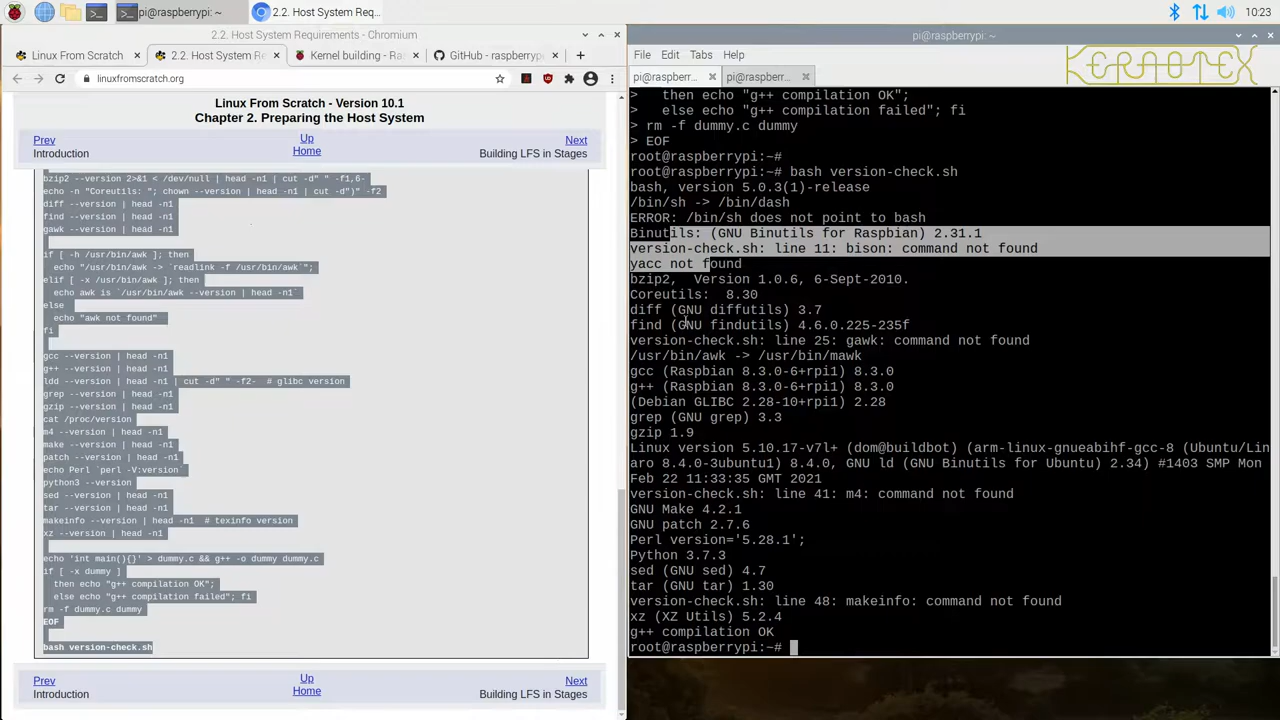 pi@raspberrypi: ~
2.2. Host System Req...
10:23
2.2. Host System Requirements - Chromium
Linux From Scratch
2.2. Host System Re
Kernel building - Ras
GitHub - raspberryp
linuxfromscratch.org
Linux From Scratch - Version 10.1
Chapter 2. Preparing the Host System
Prev
Up
Next
Introduction
Home
Building LFS in Stages
bzip2 --version 2>&1 < /dev/null | head -n1 | cut -d" " -f1,6-
echo -n "Coreutils: "; chown --version | head -n1 | cut -d")" -f2
diff --version | head -n1
find --version | head -n1
gawk --version | head -n1
if [ -h /usr/bin/awk ]; then
echo "/usr/bin/awk -> `readlink -f /usr/bin/awk`";
elif [ -x /usr/bin/awk ]; then
echo awk is `/usr/bin/awk --version | head -n1`
else
echo "awk not found"
fi
gcc --version | head -n1
g++ --version | head -n1
ldd --version | head -n1 | cut -d" " -f2-  # glibc version
grep --version | head -n1
gzip --version | head -n1
cat /proc/version
m4 --version | head -n1
make --version | head -n1
patch --version | head -n1
echo Perl `perl -V:version`
python3 --version
sed --version | head -n1
tar --version | head -n1
makeinfo --version | head -n1  # texinfo version
xz --version | head -n1
echo 'int main(){}' > dummy.c && g++ -o dummy dummy.c
if [ -x dummy ]
then echo "g++ compilation OK";
else echo "g++ compilation failed"; fi
rm -f dummy.c dummy
EOF
bash version-check.sh
Prev
Up
Next
Introduction
Home
Building LFS in Stages
pi@raspberrypi: ~
File Edit Tabs Help
KERAOTEX
pi@raspberr...
pi@raspberr...
>   then echo "g++ compilation OK";
>   else echo "g++ compilation failed"; fi
> rm -f dummy.c dummy
> EOF
root@raspberrypi:~#
root@raspberrypi:~# bash version-check.sh
bash, version 5.0.3(1)-release
/bin/sh -> /bin/dash
ERROR: /bin/sh does not point to bash
Binutils: (GNU Binutils for Raspbian) 2.31.1
version-check.sh: line 11: bison: command not found
yacc not found
bzip2,  Version 1.0.6, 6-Sept-2010.
Coreutils:  8.30
diff (GNU diffutils) 3.7
find (GNU findutils) 4.6.0.225-235f
version-check.sh: line 25: gawk: command not found
/usr/bin/awk -> /usr/bin/mawk
gcc (Raspbian 8.3.0-6+rpi1) 8.3.0
g++ (Raspbian 8.3.0-6+rpi1) 8.3.0
(Debian GLIBC 2.28-10+rpi1) 2.28
grep (GNU grep) 3.3
gzip 1.9
Linux version 5.10.17-v7l+ (dom@buildbot) (arm-linux-gnueabihf-gcc-8 (Ubuntu/Lin
aro 8.4.0-3ubuntu1) 8.4.0, GNU ld (GNU Binutils for Ubuntu) 2.34) #1403 SMP Mon
Feb 22 11:33:35 GMT 2021
version-check.sh: line 41: m4: command not found
GNU Make 4.2.1
GNU patch 2.7.6
Perl version='5.28.1';
Python 3.7.3
sed (GNU sed) 4.7
tar (GNU tar) 1.30
version-check.sh: line 48: makeinfo: command not found
xz (XZ Utils) 5.2.4
g++ compilation OK
root@raspberrypi:~#